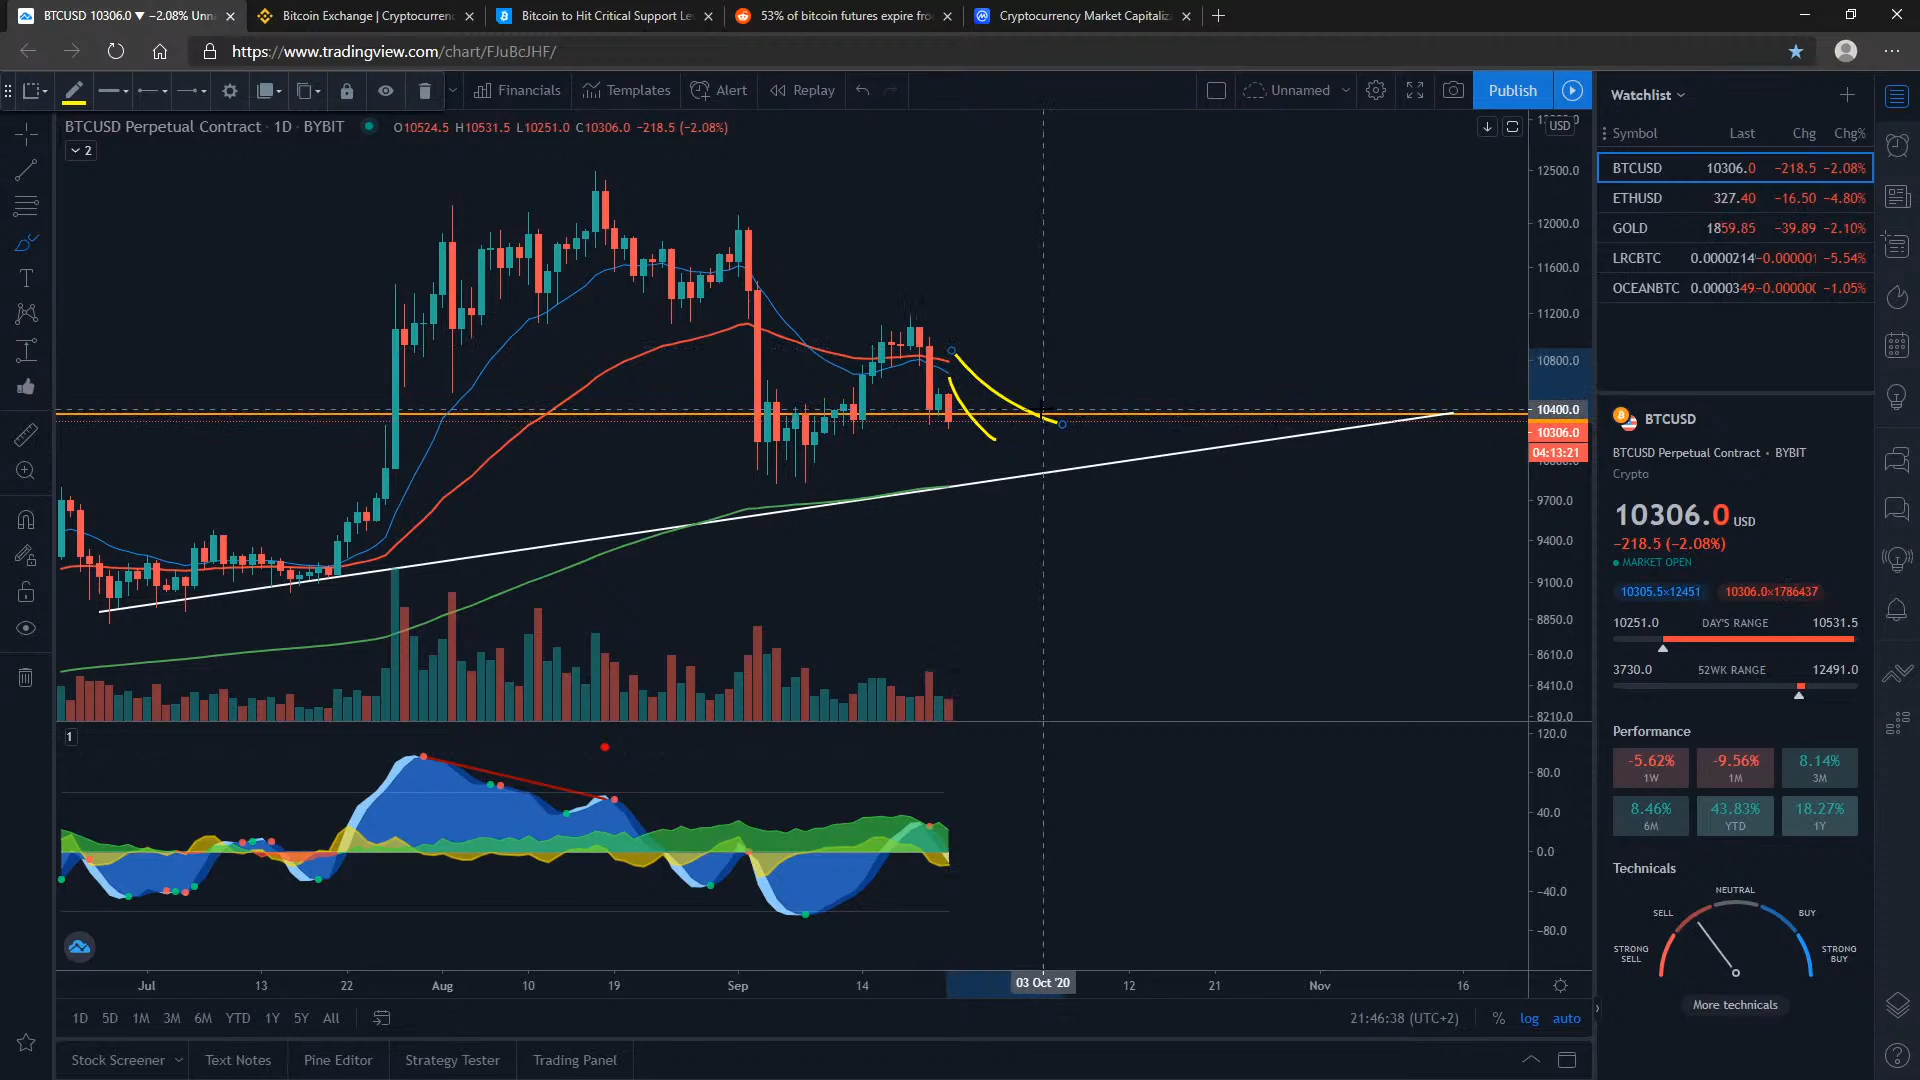 BTCUSD 10306.0 ▼ −2.08% Unna
Bitcoin Exchange | Cryptocurrenc
Bitcoin to Hit Critical Support Le
53% of bitcoin futures expire fro
Cryptocurrency Market Capitaliz
https://www.tradingview.com/chart/FJuBcJHF/
Financials
Templates
Alert
Replay
Unnamed
Publish
Watchlist
BTCUSD Perpetual Contract · 1D · BYBIT
O10524.5 H10531.5 L10251.0 C10306.0 −218.5 (−2.08%)
2
USD
Symbol Last Chg Chg%
BTCUSD 10306.0 −218.5 −2.08%
ETHUSD 327.40 −16.50 −4.80%
GOLD 1859.85 −39.89 −2.10%
LRCBTC 0.0000214 −0.000001 −5.54%
OCEANBTC 0.0000349 −0.000000 −1.05%
12500.0
12000.0
11600.0
11200.0
10800.0
10400.0
10306.0
04:13:21
9700.0
9400.0
9100.0
8850.0
8610.0
8410.0
8210.0
BTCUSD
BTCUSD Perpetual Contract • BYBIT
Crypto
10306.0 USD
−218.5 (−2.08%)
MARKET OPEN
10305.5×12451 10306.0×1786437
10251.0 DAY'S RANGE 10531.5
3730.0 52WK RANGE 12491.0
Performance
-5.62% -9.56% 8.14%
1W 1M 3M
8.46% 43.83% 18.27%
6M YTD 1Y
Technicals
NEUTRAL
SELL BUY
STRONG SELL
STRONG BUY
More technicals
1
120.0
80.0
40.0
0.0
−40.0
−80.0
Jul 13 22 Aug 10 19 Sep 14 03 Oct '20 12 21 Nov 16
1D 5D 1M 3M 6M YTD 1Y 5Y All
21:46:38 (UTC+2) % log auto
Stock Screener Text Notes Pine Editor Strategy Tester Trading Panel